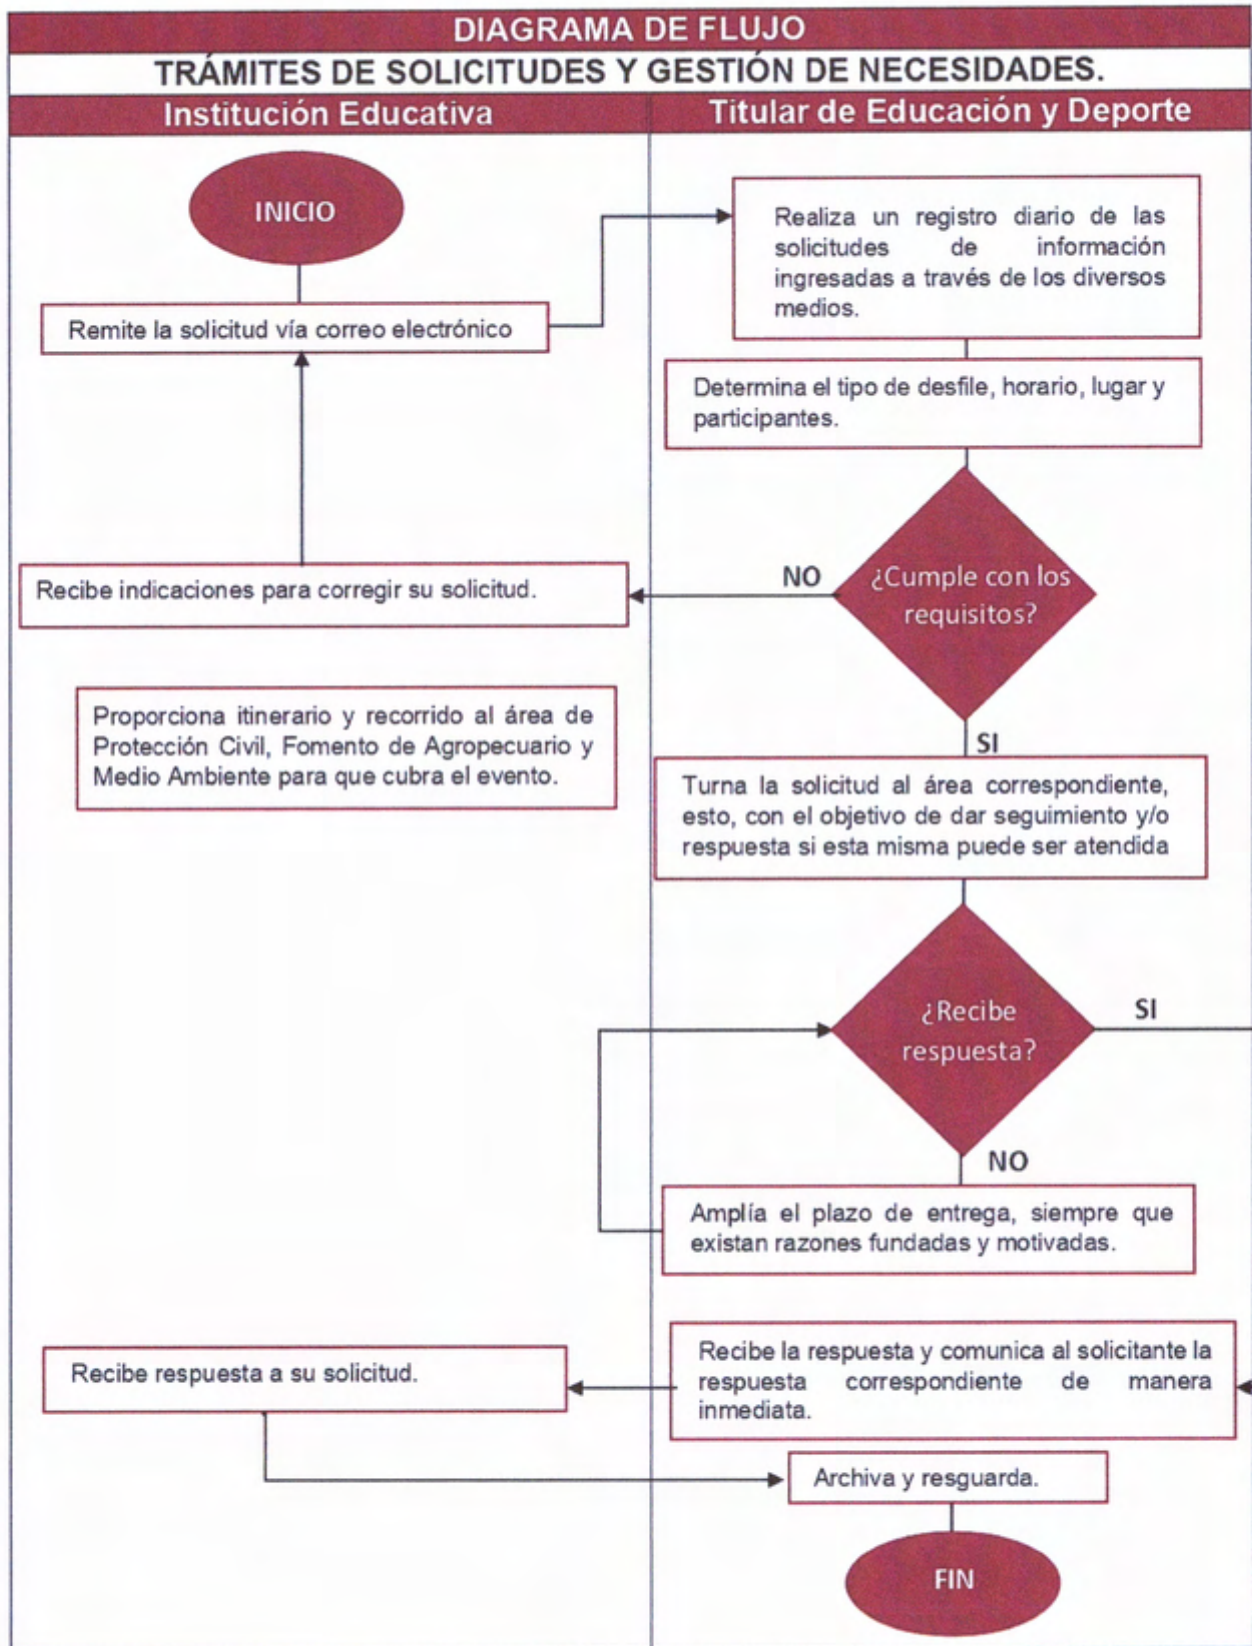 DIAGRAMA DE FLUJO
TRÁMITES DE SOLICITUDES Y GESTIÓN DE NECESIDADES.
Institución Educativa
Titular de Educación y Deporte
INICIO
Remite la solicitud vía correo electrónico
Realiza un registro diario de las
solicitudes de información
ingresadas a través de los diversos
medios.
Determina el tipo de desfile, horario, lugar y
participantes.
¿Cumple con los
requisitos?
NO
Recibe indicaciones para corregir su solicitud.
Proporciona itinerario y recorrido al área de
Protección Civil, Fomento de Agropecuario y
Medio Ambiente para que cubra el evento.
SI
Turna la solicitud al área correspondiente,
esto, con el objetivo de dar seguimiento y/o
respuesta si esta misma puede ser atendida
¿Recibe
respuesta?
SI
NO
Amplía el plazo de entrega, siempre que
existan razones fundadas y motivadas.
Recibe la respuesta y comunica al solicitante la
respuesta correspondiente de manera
inmediata.
Recibe respuesta a su solicitud.
Archiva y resguarda.
FIN